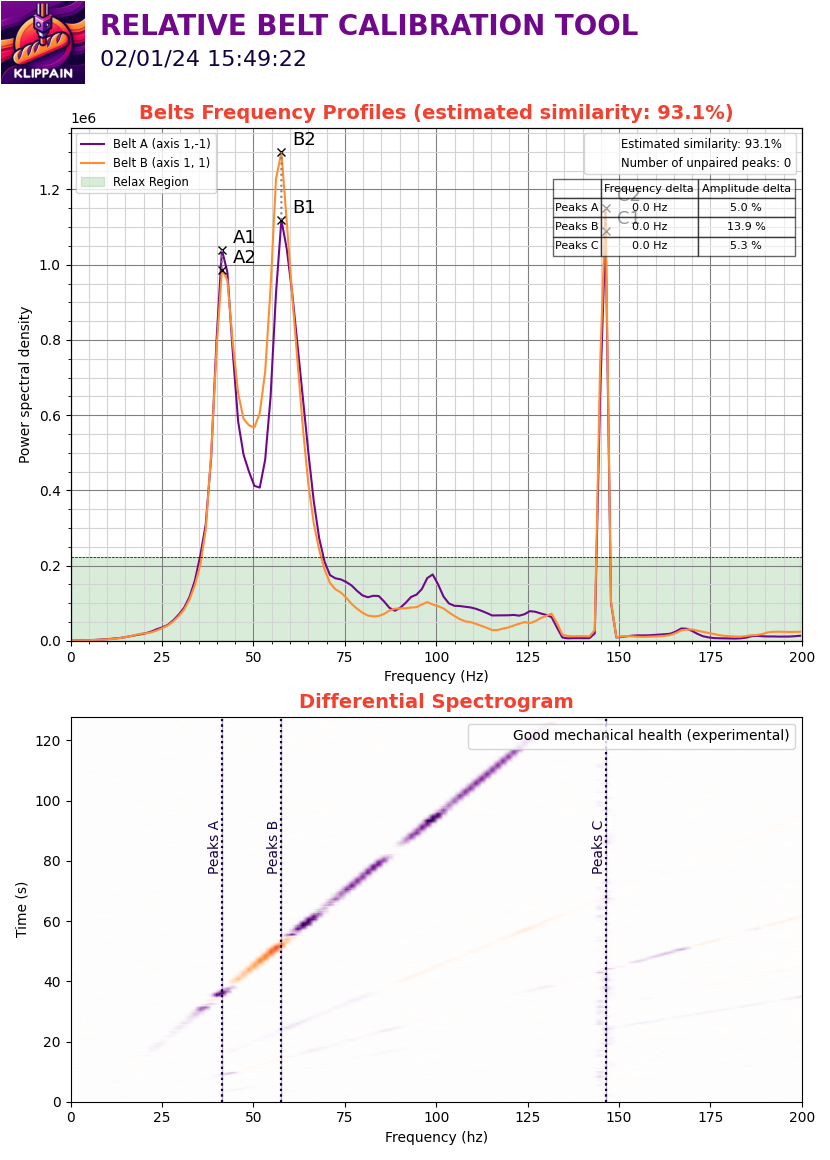 KLIPPAIN
RELATIVE BELT CALIBRATION TOOL
02/01/24 15:49:22
Belts Frequency Profiles (estimated similarity: 93.1%)
1e6
Belt A (axis 1,-1)
Belt B (axis 1, 1)
Relax Region
Estimated similarity: 93.1%
Number of unpaired peaks: 0
Frequency delta Amplitude delta
Peaks A 0.0 Hz 5.0 %
Peaks B 0.0 Hz 13.9 %
Peaks C 0.0 Hz 5.3 %
A1
A2
B2
B1
C2
C1
Power spectral density
1.2
1.0
0.8
0.6
0.4
0.2
0.0
0 25 50 75 100 125 150 175 200
Frequency (Hz)
Differential Spectrogram
Good mechanical health (experimental)
Peaks A
Peaks B
Peaks C
Time (s)
120
100
80
60
40
20
0
0 25 50 75 100 125 150 175 200
Frequency (hz)